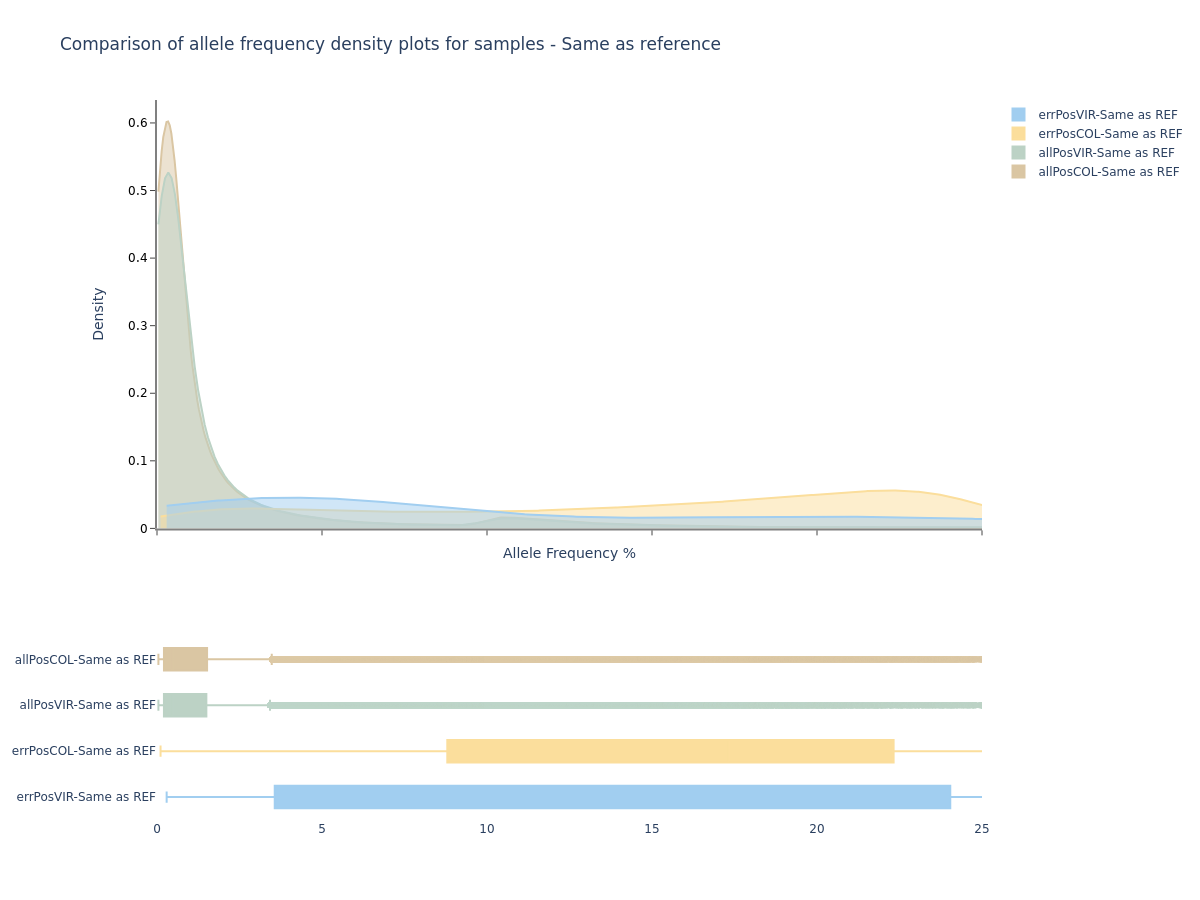 Comparison of allele frequency density plots for samples - Same as reference
errPosVIR-Same as REF
errPosCOL-Same as REF
allPosVIR-Same as REF
allPosCOL-Same as REF
0.6
0.5
0.4
0.3
0.2
0.1
0
Density
Allele Frequency %
allPosCOL-Same as REF
allPosVIR-Same as REF
errPosCOL-Same as REF
errPosVIR-Same as REF
0 5 10 15 20 25